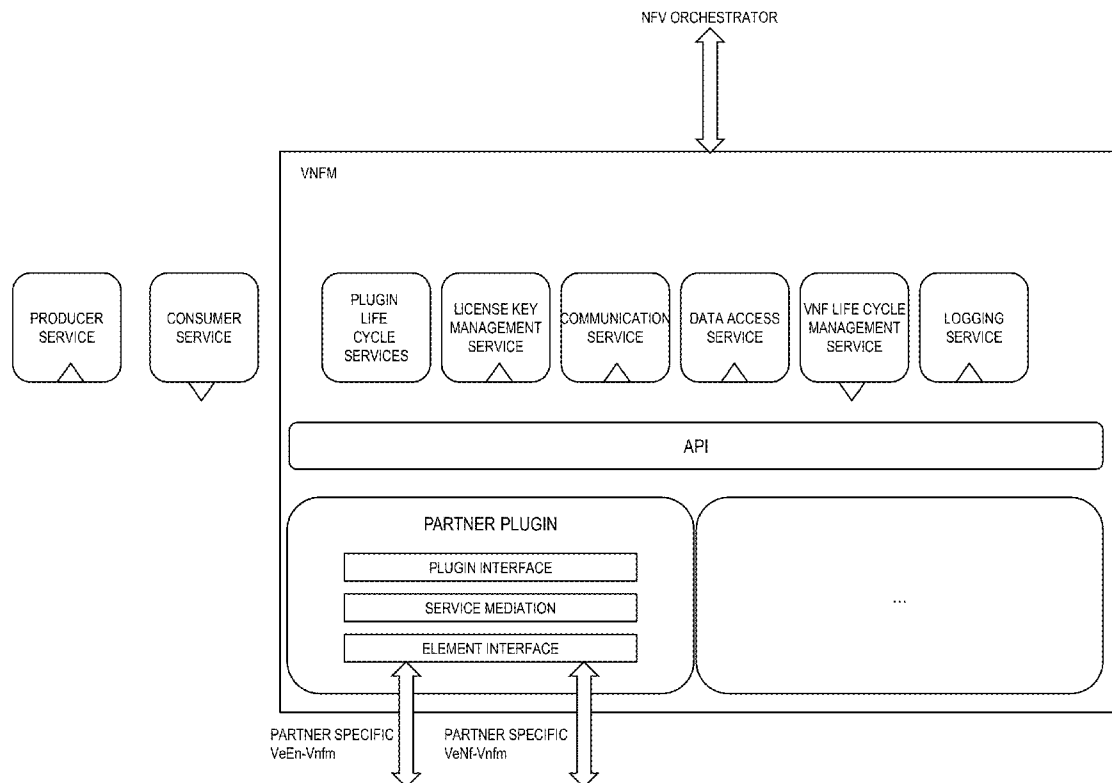 NFV ORCHESTRATOR
VNFM
PRODUCER
SERVICE
CONSUMER
SERVICE
PLUGIN
LIFE
CYCLE
SERVICES
LICENSE KEY
MANAGEMENT
SERVICE
COMMUNICATION
SERVICE
DATA ACCESS
SERVICE
VNF LIFE CYCLE
MANAGEMENT
SERVICE
LOGGING
SERVICE
API
PARTNER PLUGIN
PLUGIN INTERFACE
SERVICE MEDIATION
ELEMENT INTERFACE
...
PARTNER SPECIFIC
VeEn-Vnfm
PARTNER SPECIFIC
VeNf-Vnfm